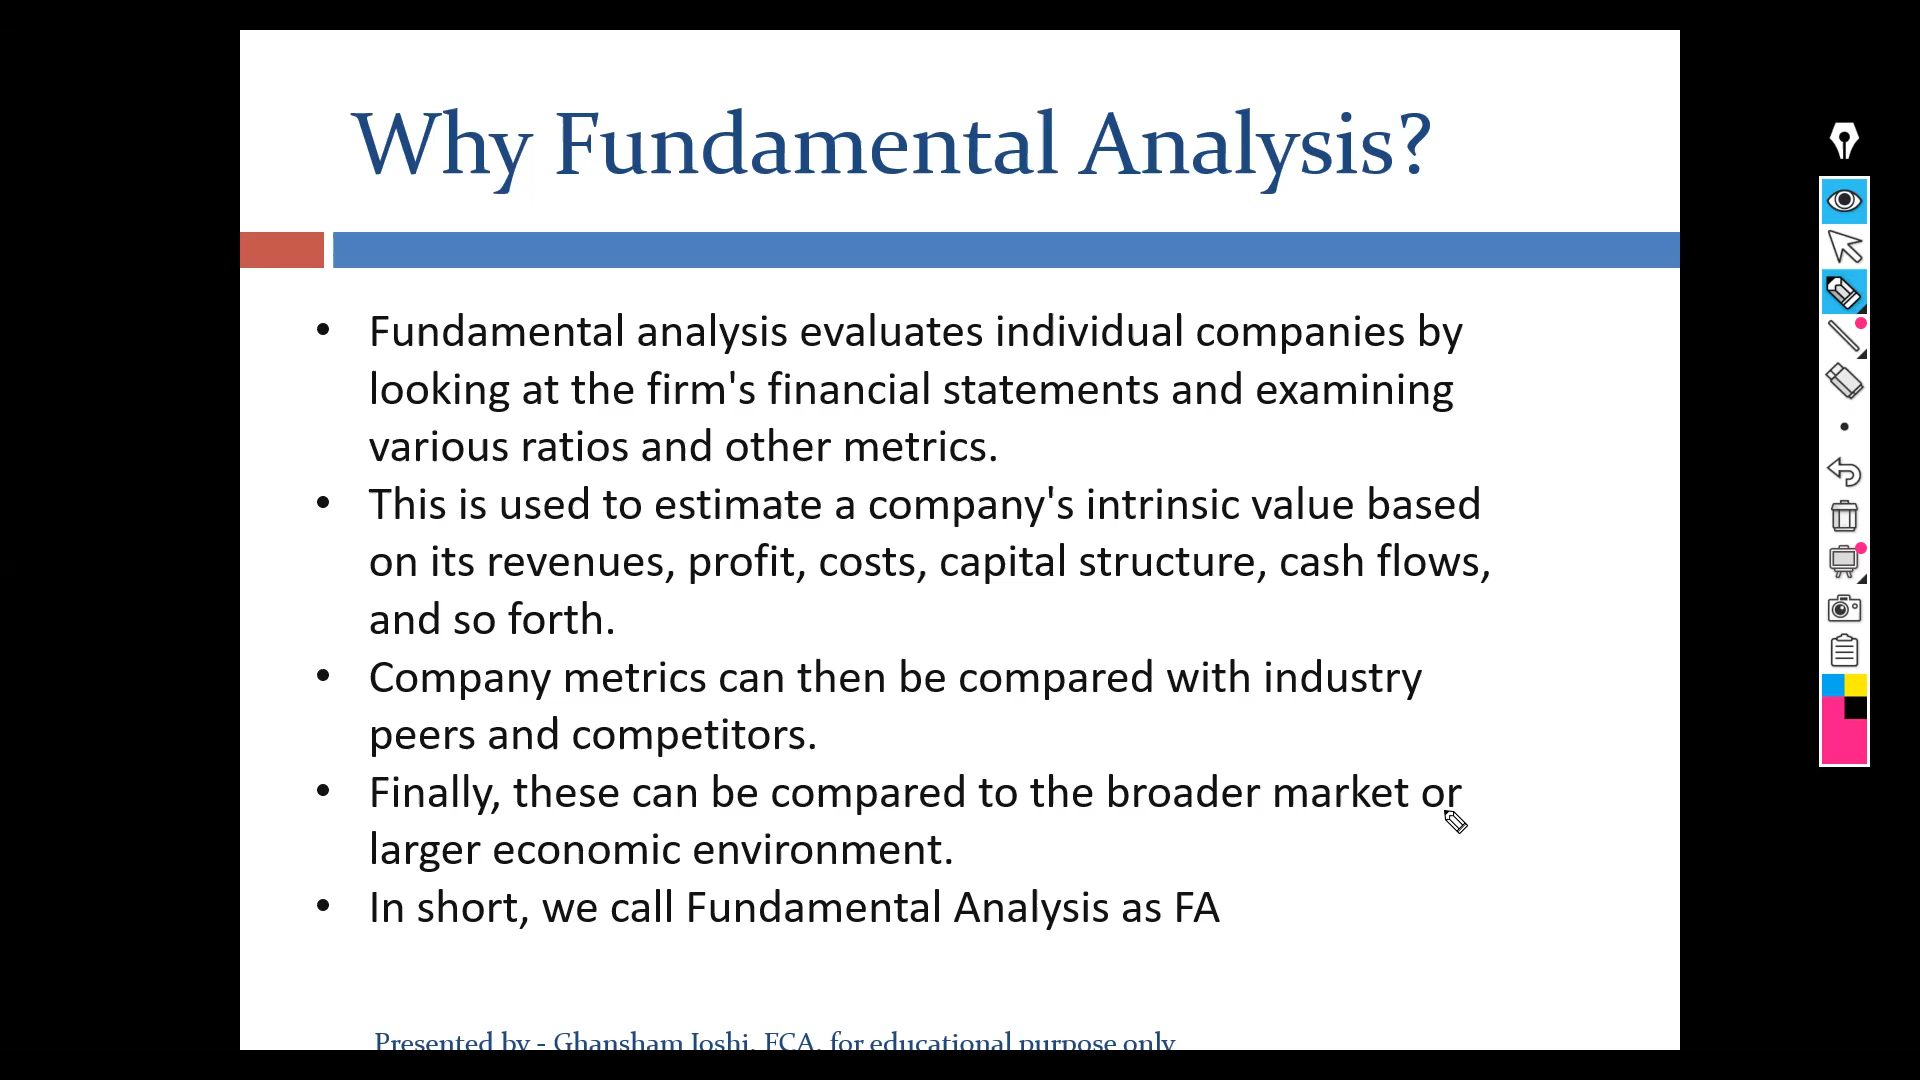 Why Fundamental Analysis?
• Fundamental analysis evaluates individual companies by
looking at the firm's financial statements and examining
various ratios and other metrics.
• This is used to estimate a company's intrinsic value based
on its revenues, profit, costs, capital structure, cash flows,
and so forth.
• Company metrics can then be compared with industry
peers and competitors.
• Finally, these can be compared to the broader market or
larger economic environment.
• In short, we call Fundamental Analysis as FA
Presented by - Ghansham Joshi, FCA, for educational purpose only